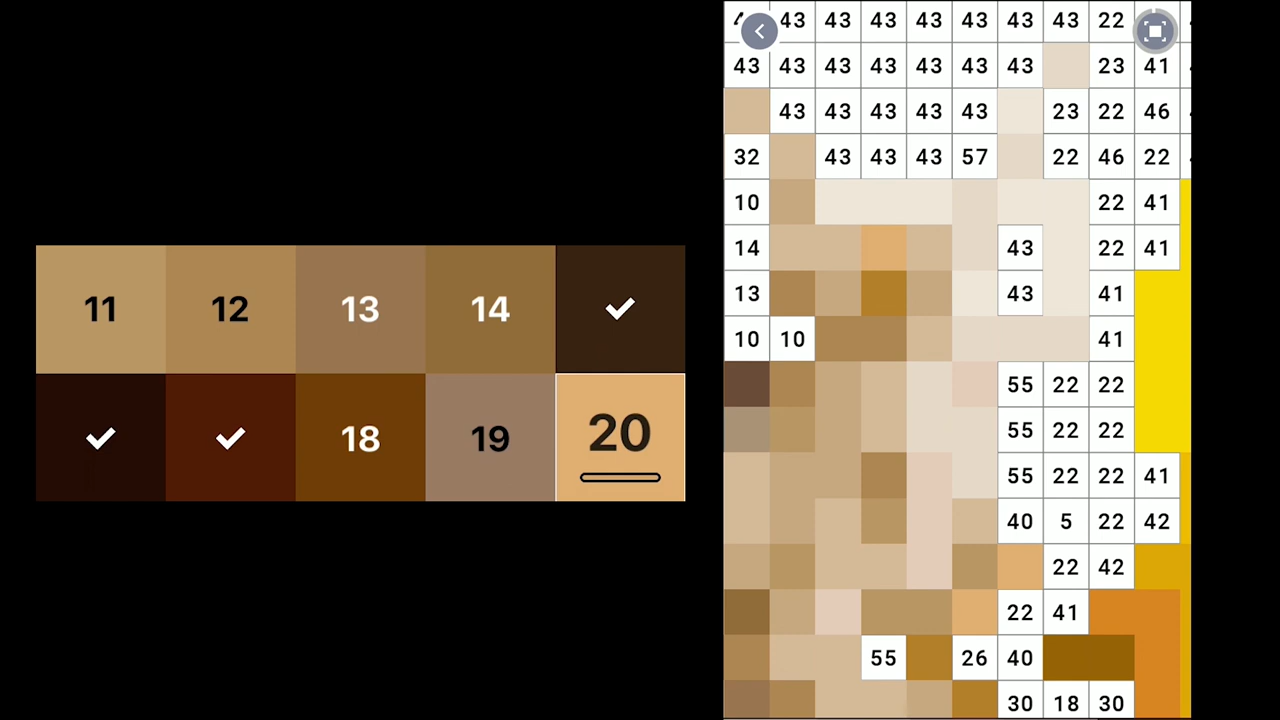 11 12 13 14
18 19 20
43 43 43 43 43 43 43 22
43 43 43 43 43 43 43 23 41
43 43 43 43 43 23 22 46
32 43 43 43 57 22 46 22
10 22 41
14 43 22 41
13 43 41
10 10 41
55 22 22
55 22 22
55 22 22 41
40 5 22 42
22 42
22 41
55 26 40
30 18 30